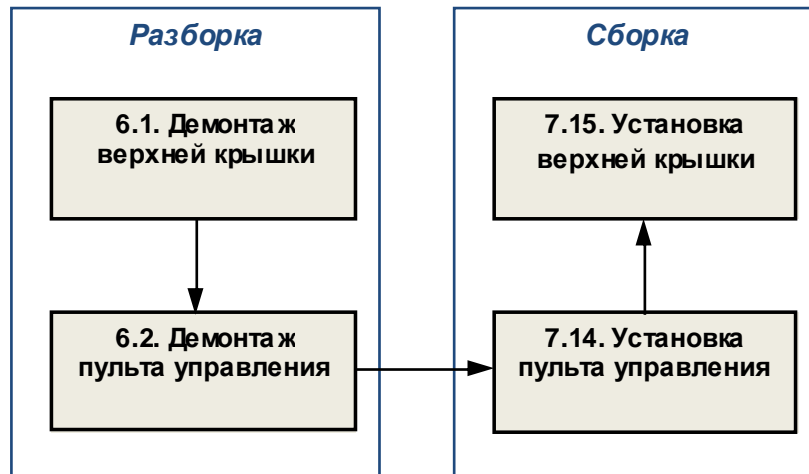 Разборка
6.1. Демонтаж
верхней крышки
6.2. Демонтаж
пульта управления
Сборка
7.15. Установка
верхней крышки
7.14. Установка
пульта управления